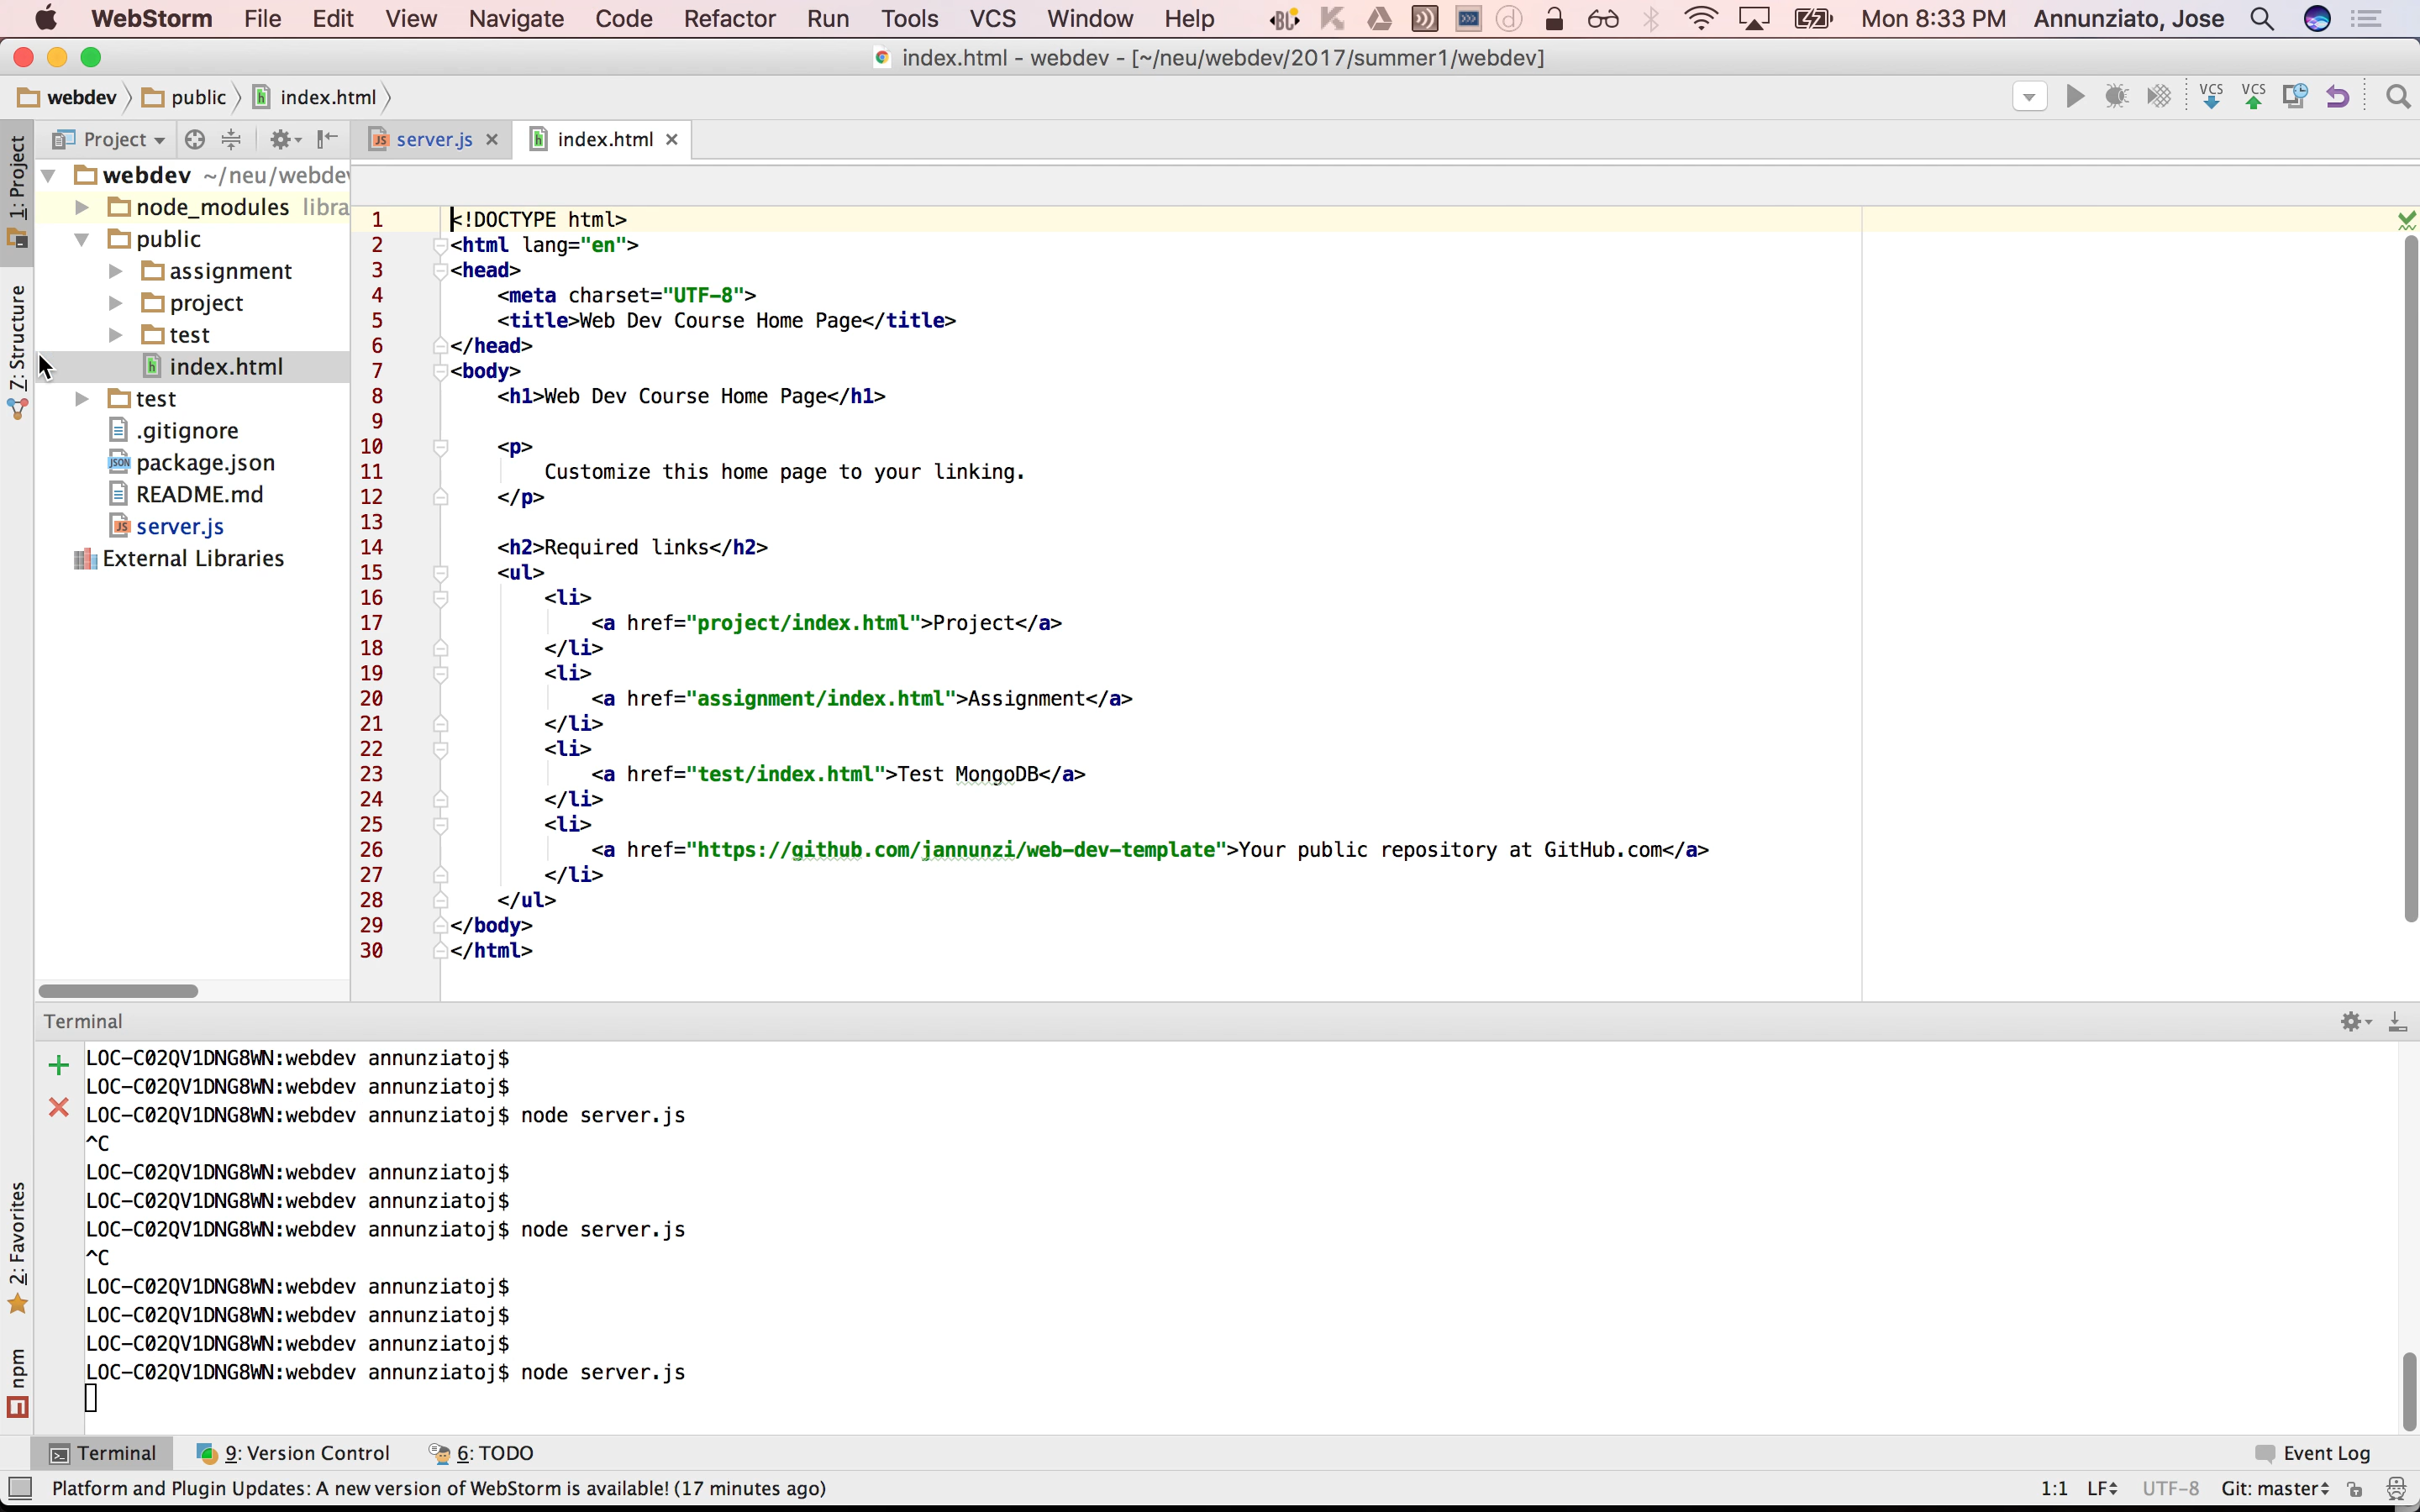 WebStorm File Edit View Navigate Code Refactor Run Tools VCS Window Help Mon 8:33 PM Annunziato, Jose
index.html - webdev - [~/neu/webdev/2017/summer1/webdev]
webdev public index.html VCS VCS
1: Project
7: Structure
2: Favorites
npm
Project
server.js
index.html
webdev ~/neu/webdev
node_modules libra
public
assignment
project
test
index.html
test
.gitignore
package.json
README.md
server.js
External Libraries
1 <!DOCTYPE html>
2 <html lang="en">
3 <head>
4 <meta charset="UTF-8">
5 <title>Web Dev Course Home Page</title>
6 </head>
7 <body>
8 <h1>Web Dev Course Home Page</h1>
9
10 <p>
11 Customize this home page to your linking.
12 </p>
13
14 <h2>Required links</h2>
15 <ul>
16 <li>
17 <a href="project/index.html">Project</a>
18 </li>
19 <li>
20 <a href="assignment/index.html">Assignment</a>
21 </li>
22 <li>
23 <a href="test/index.html">Test MongoDB</a>
24 </li>
25 <li>
26 <a href="https://github.com/jannunzi/web-dev-template">Your public repository at GitHub.com</a>
27 </li>
28 </ul>
29 </body>
30 </html>
Terminal
LOC-C02QV1DNG8WN:webdev annunziatoj$
LOC-C02QV1DNG8WN:webdev annunziatoj$
LOC-C02QV1DNG8WN:webdev annunziatoj$ node server.js
^C
LOC-C02QV1DNG8WN:webdev annunziatoj$
LOC-C02QV1DNG8WN:webdev annunziatoj$
LOC-C02QV1DNG8WN:webdev annunziatoj$ node server.js
^C
LOC-C02QV1DNG8WN:webdev annunziatoj$
LOC-C02QV1DNG8WN:webdev annunziatoj$
LOC-C02QV1DNG8WN:webdev annunziatoj$
LOC-C02QV1DNG8WN:webdev annunziatoj$ node server.js
Terminal 9: Version Control 6: TODO Event Log
Platform and Plugin Updates: A new version of WebStorm is available! (17 minutes ago) 1:1 LF UTF-8 Git: master